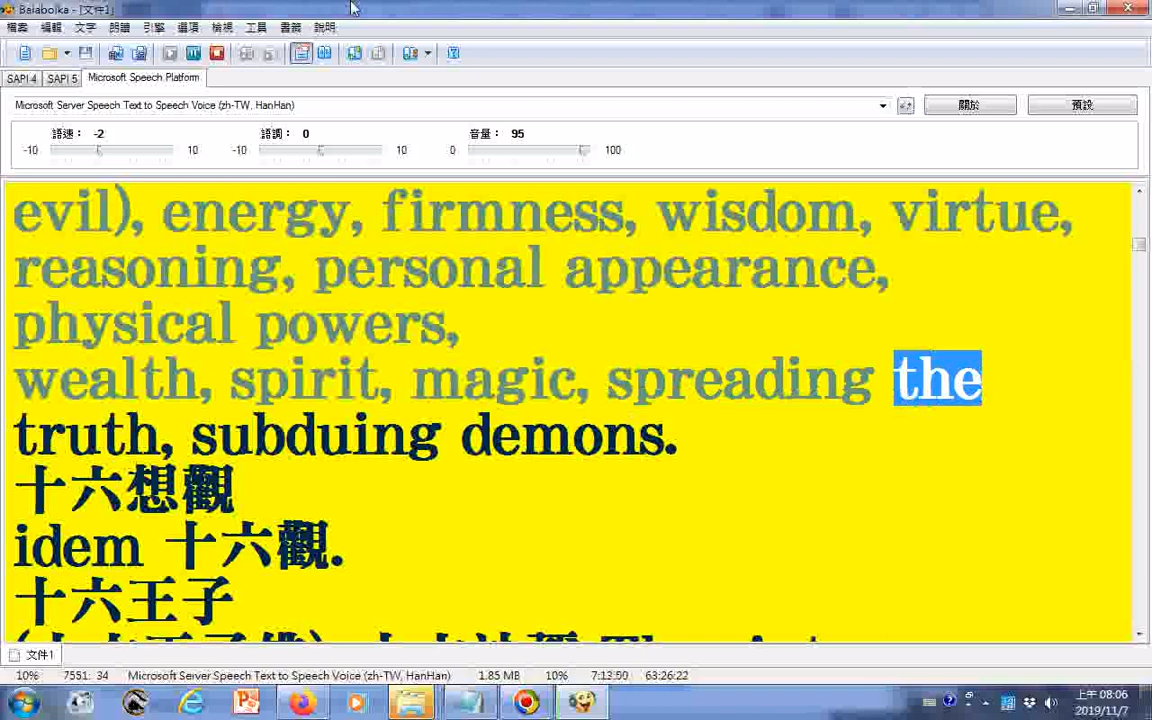 Balabolka - [文件1]
檔案 編輯 文字 朗讀 引擎 選項 檢視 工具 書籤 說明
SAPI 4 SAPI 5 Microsoft Speech Platform
Microsoft Server Speech Text to Speech Voice (zh-TW, HanHan) 關於 預設
語速： -2 語調： 0 音量： 95
-10 10 -10 10 0 100
evil), energy, firmness, wisdom, virtue,
reasoning, personal appearance,
physical powers,
wealth, spirit, magic, spreading the
truth, subduing demons.
十六想觀
idem 十六觀.
十六王子
文件1
10% 7551: 34 Microsoft Server Speech Text to Speech Voice (zh-TW, HanHan) 1.85 MB 10% 7:13:50 63:26:22
上午 08:06
2019/11/7